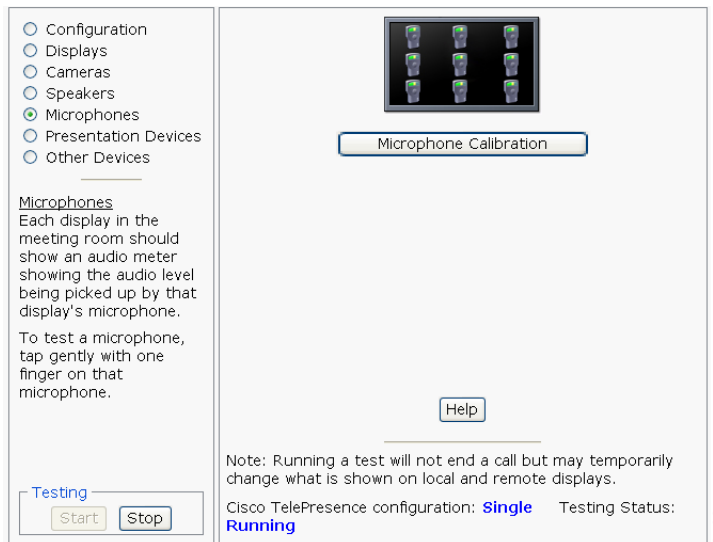 Configuration
Displays
Cameras
Speakers
Microphones
Presentation Devices
Other Devices
Microphones
Each display in the
meeting room should
show an audio meter
showing the audio level
being picked up by that
display's microphone.
To test a microphone,
tap gently with one
finger on that
microphone.
Testing
Start Stop
Microphone Calibration
Help
Note: Running a test will not end a call but may temporarily
change what is shown on local and remote displays.
Cisco TelePresence configuration: Single Testing Status:
Running